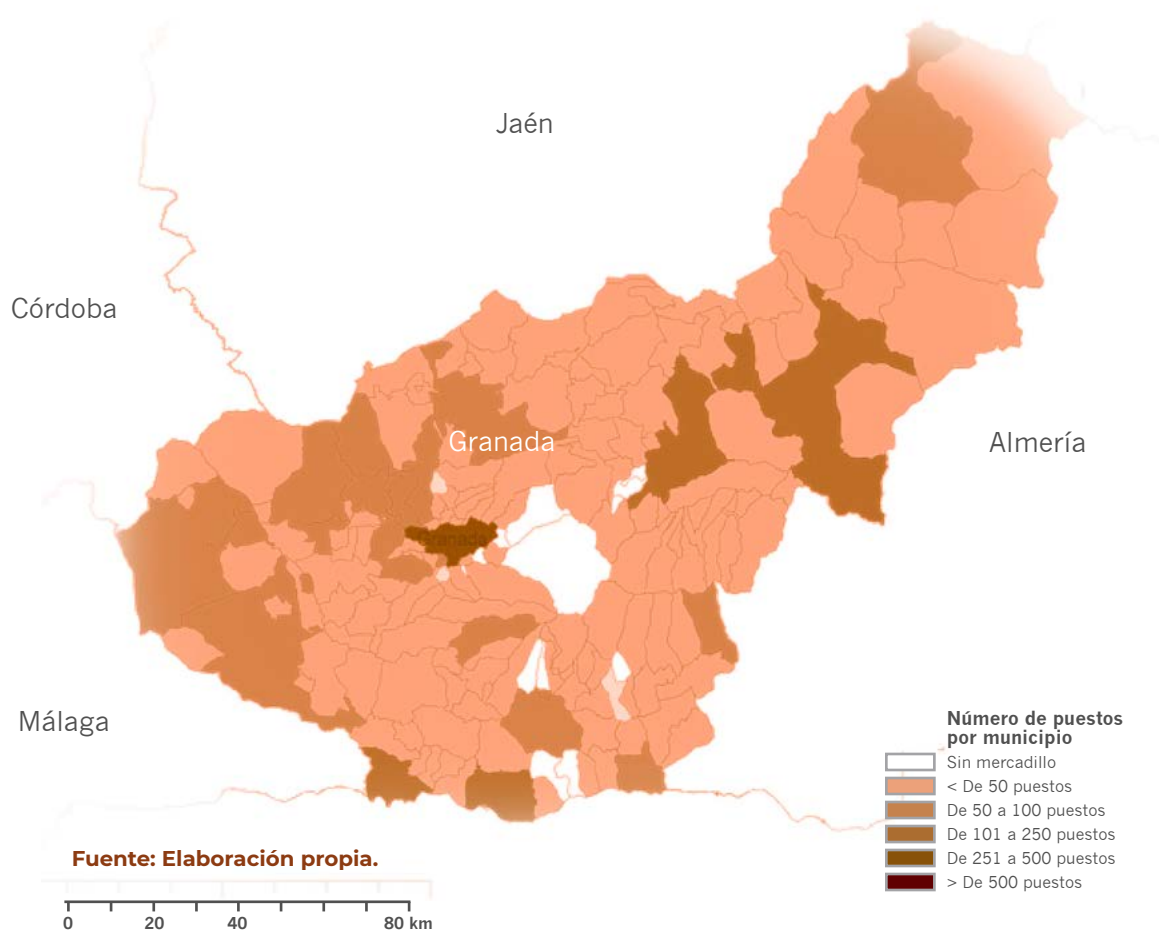 Jaén
Córdoba
Granada
Almería
Granada
Málaga
Número de puestos
por municipio
Sin mercadillo
< De 50 puestos
De 50 a 100 puestos
De 101 a 250 puestos
De 251 a 500 puestos
> De 500 puestos
Fuente: Elaboración propia.
0 20 40 80 km